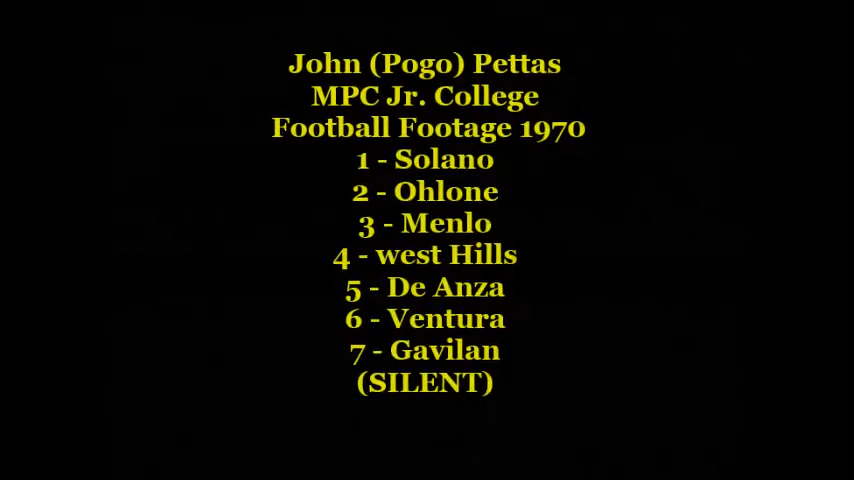 John (Pogo) Pettas
MPC Jr. College
Football Footage 1970
1 - Solano
2 - Ohlone
3 - Menlo
4 - west Hills
5 - De Anza
6 - Ventura
7 - Gavilan
(SILENT)